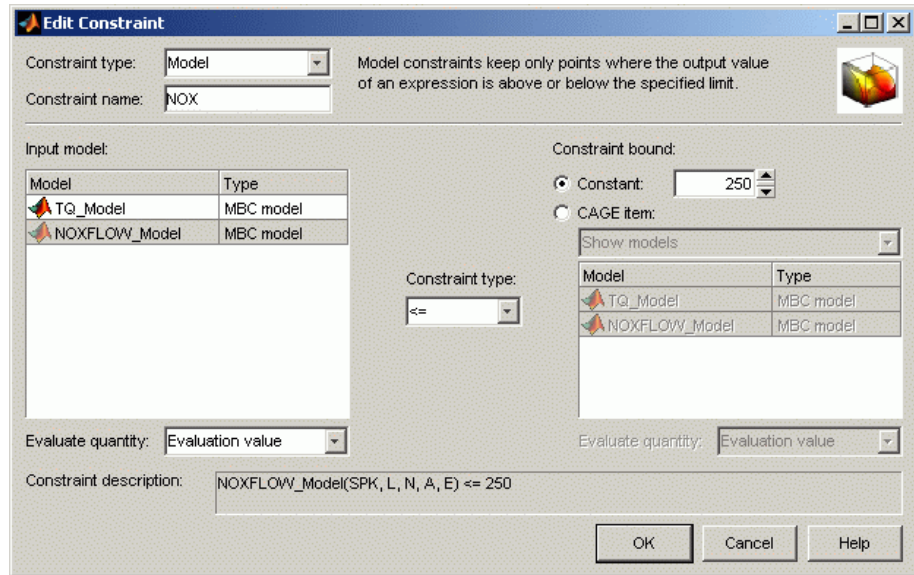 Edit Constraint
Constraint type: Model
Model constraints keep only points where the output value
of an expression is above or below the specified limit.
Constraint name: NOX
Input model:
Constraint bound:
Model Type
TQ_Model MBC model
NOXFLOW_Model MBC model
Constant: 250
CAGE item:
Show models
Constraint type:
<=
Model Type
TQ_Model MBC model
NOXFLOW_Model MBC model
Evaluate quantity: Evaluation value
Evaluate quantity: Evaluation value
Constraint description: NOXFLOW_Model(SPK, L, N, A, E) <= 250
OK Cancel Help